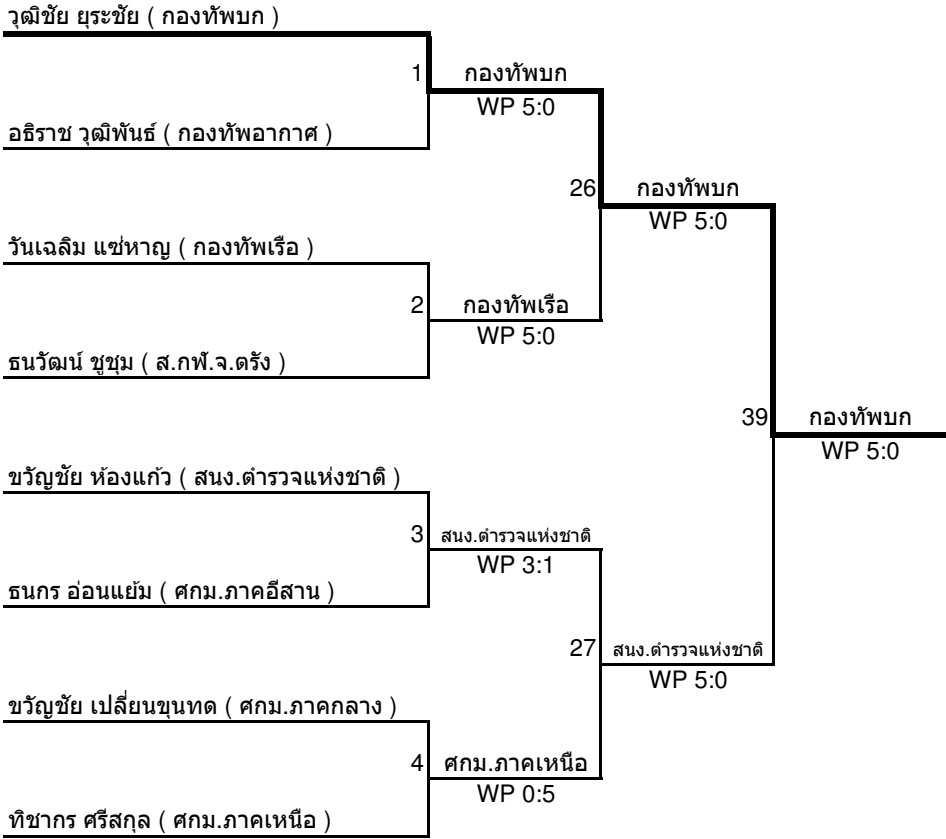 วุฒิชัย ยุระชัย ( กองทัพบก )
1 กองทัพบก
WP 5:0
อธิราช วุฒิพันธ์ ( กองทัพอากาศ )
26 กองทัพบก
WP 5:0
วันเฉลิม แซ่หาญ ( กองทัพเรือ )
2 กองทัพเรือ
WP 5:0
ธนวัฒน์ ชูชุม ( ส.กฬ.จ.ตรัง )
39 กองทัพบก
WP 5:0
ขวัญชัย ห้องแก้ว ( สนง.ตำรวจแห่งชาติ )
3 สนง.ตำรวจแห่งชาติ
WP 3:1
ธนกร อ่อนแย้ม ( ศกม.ภาคอีสาน )
27 สนง.ตำรวจแห่งชาติ
WP 5:0
ขวัญชัย เปลี่ยนขุนทด ( ศกม.ภาคกลาง )
4 ศกม.ภาคเหนือ
WP 0:5
ทิชากร ศรีสกุล ( ศกม.ภาคเหนือ )